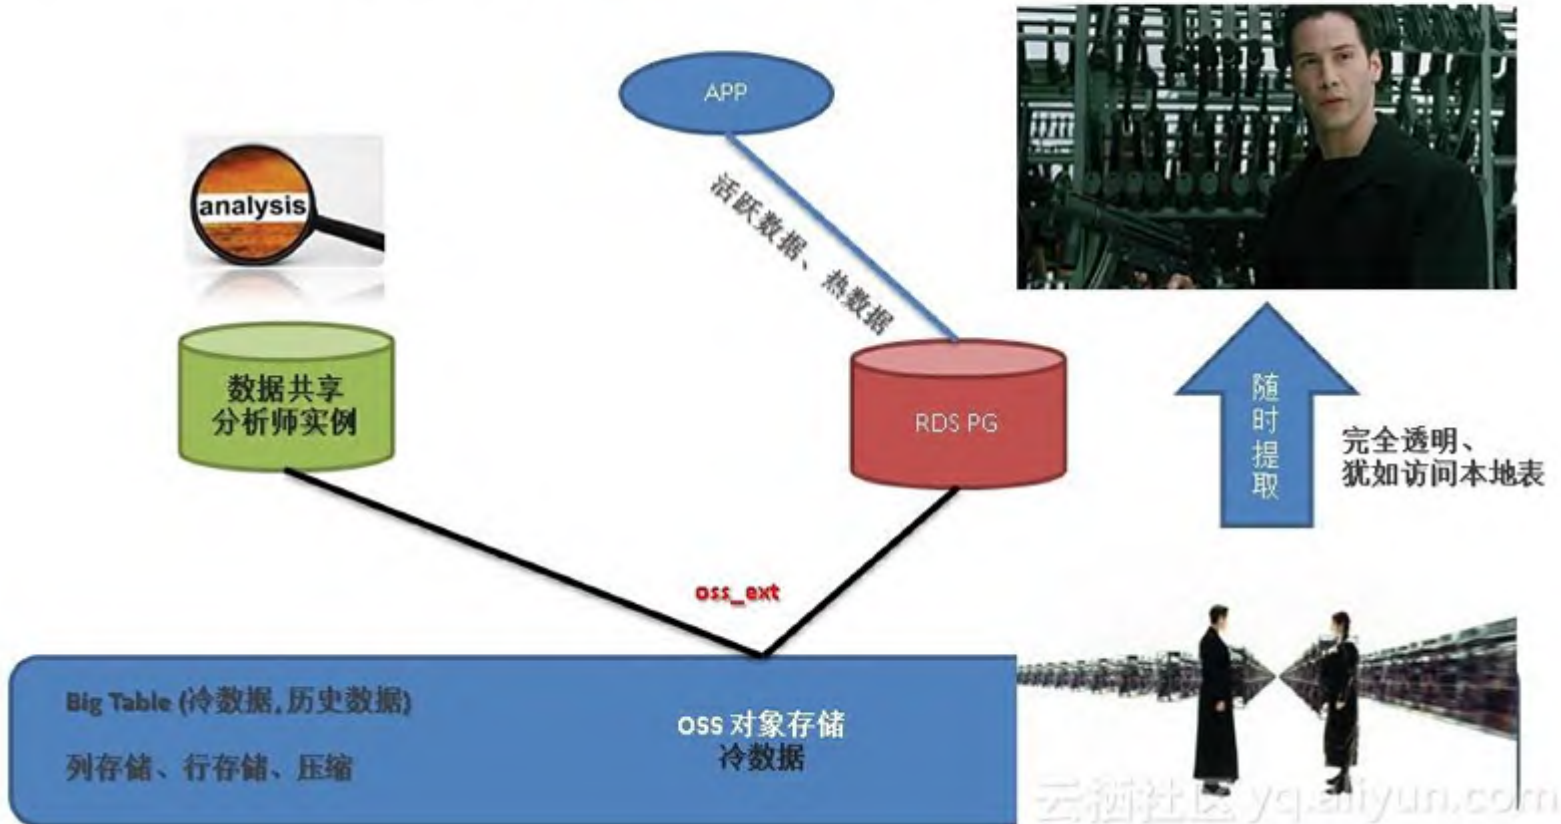 APP
analysis
活跃数据、热数据
数据共享
分析师实例
RDS PG
随
时
提
取
完全透明、
犹如访问本地表
oss_ext
Big Table (冷数据,历史数据)
列存储、行存储、压缩
oss 对象存储
冷数据
云栖社区 yq.aliyun.com